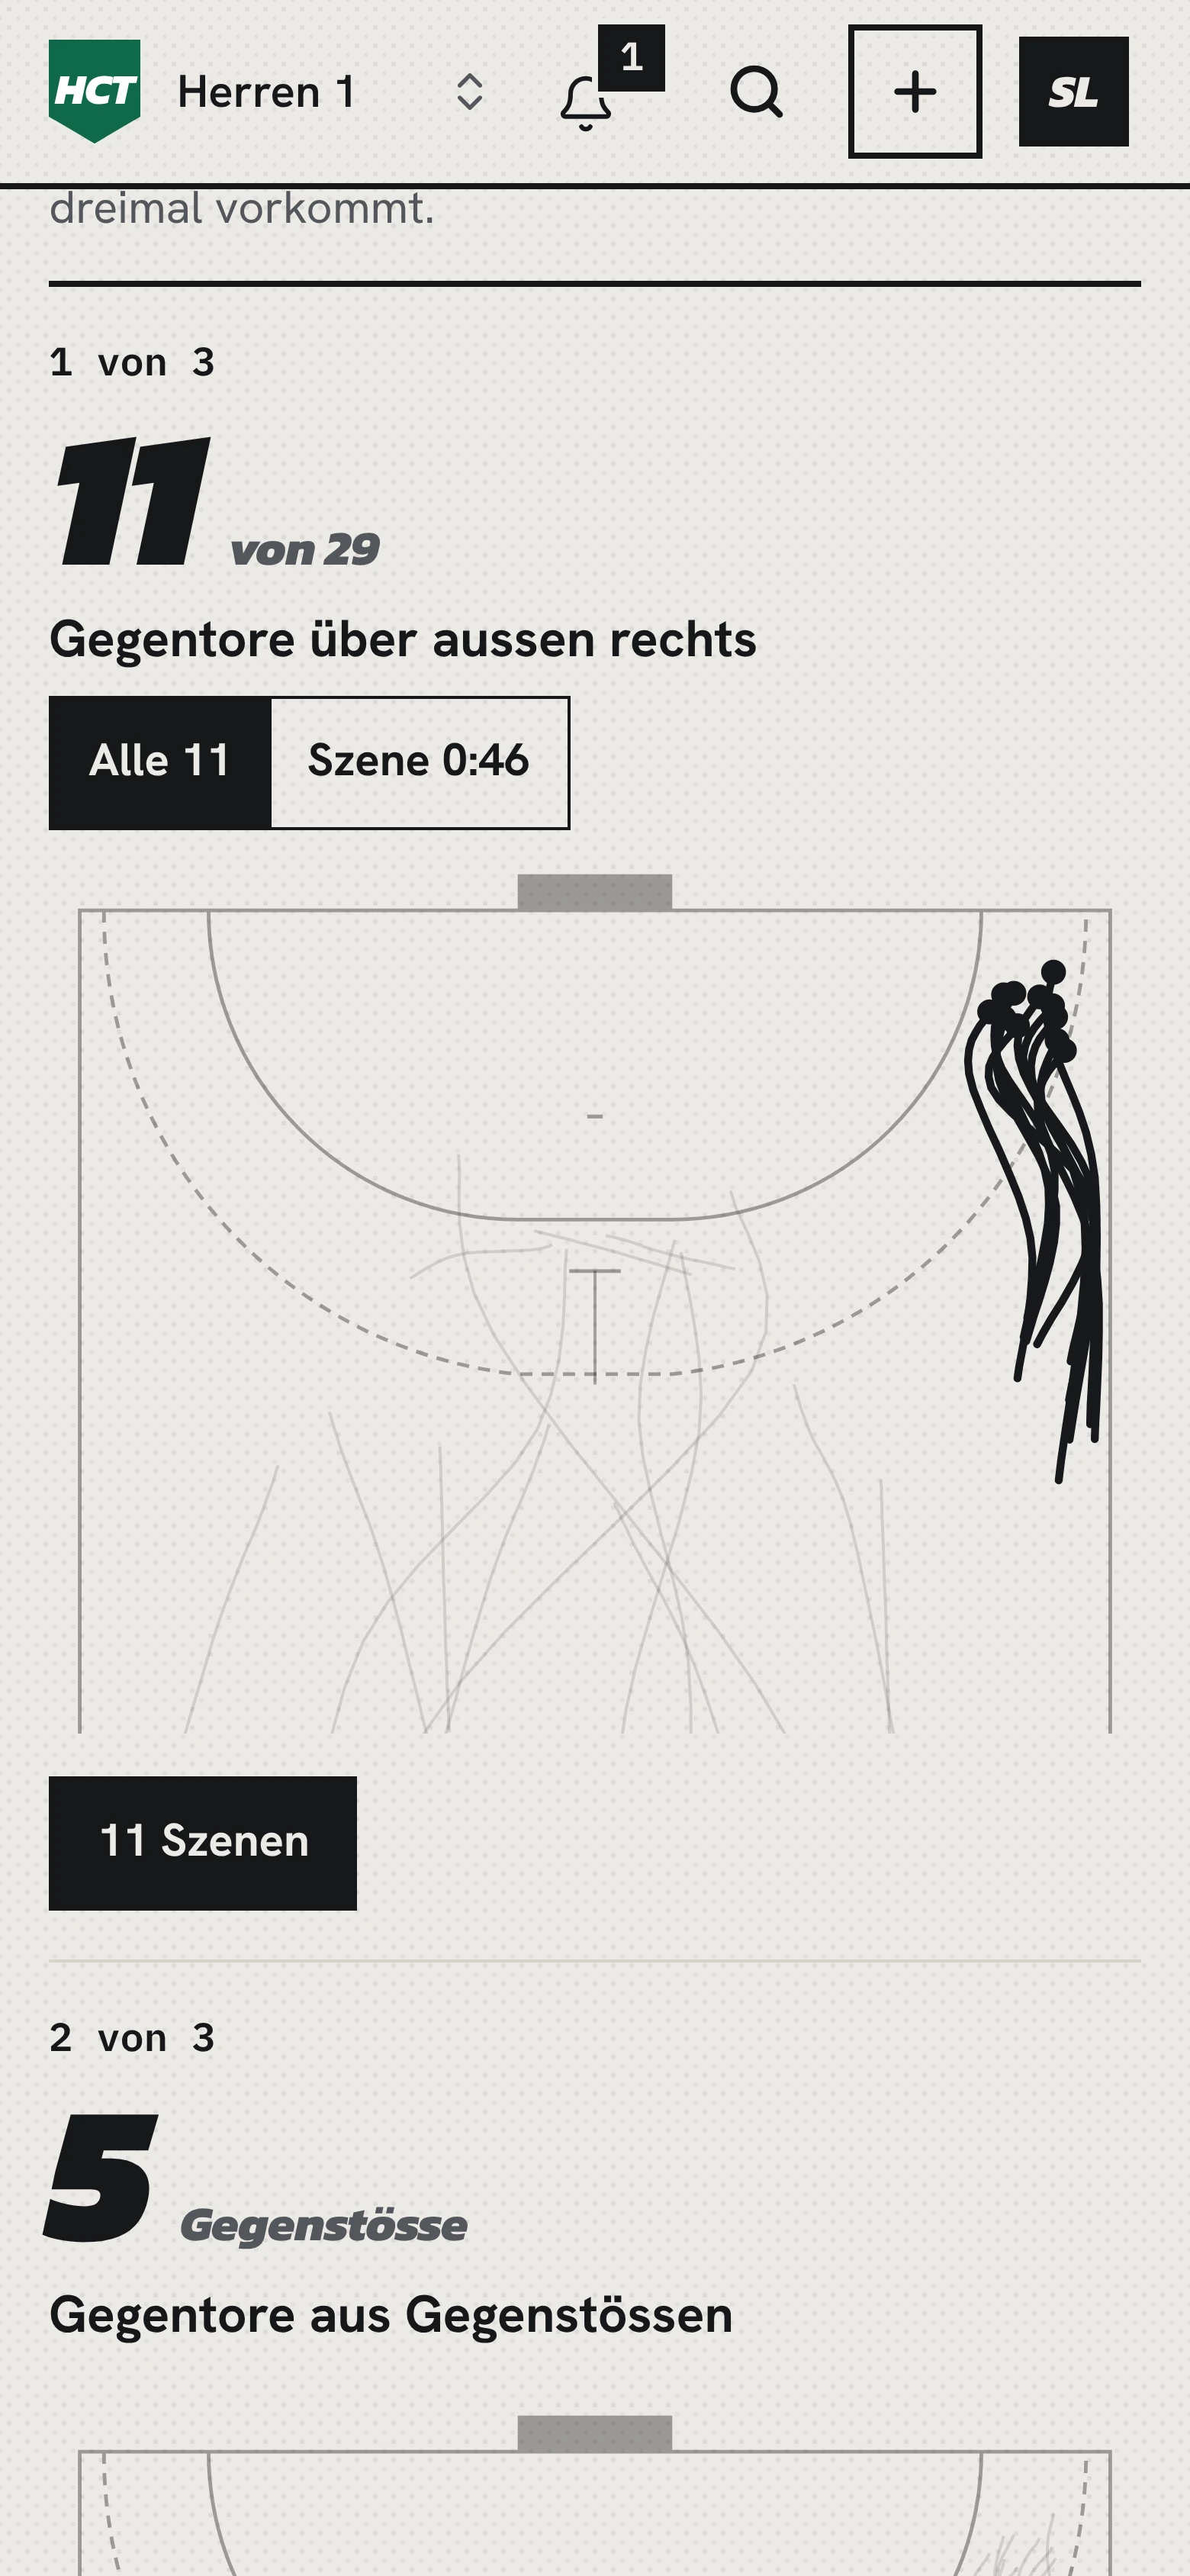 HCT
Herren 1
1
SL
dreimal vorkommt.
1 von 3
11 von 29
Gegentore über aussen rechts
Alle 11
Szene 0:46
11 Szenen
2 von 3
5 Gegenstösse
Gegentore aus Gegenstössen